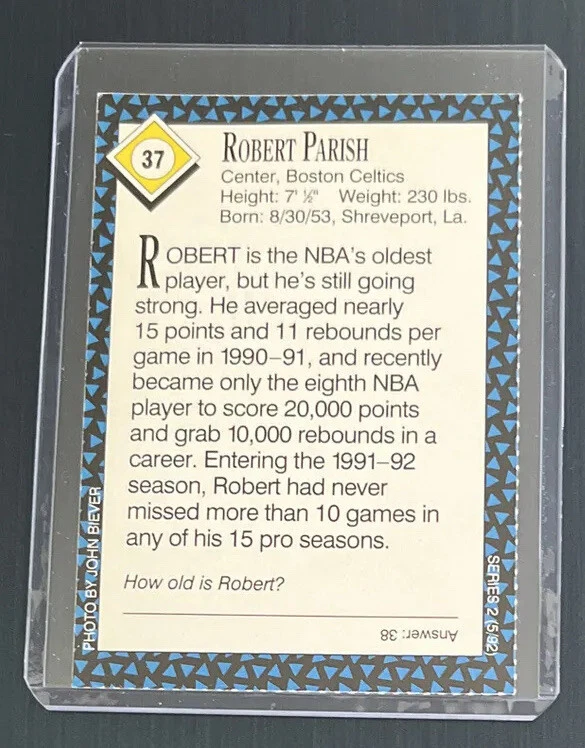 37
ROBERT PARISH
Center, Boston Celtics
Height: 7' ½" Weight: 230 lbs.
Born: 8/30/53, Shreveport, La.
ROBERT is the NBA's oldest
player, but he's still going
strong. He averaged nearly
15 points and 11 rebounds per
game in 1990–91, and recently
became only the eighth NBA
player to score 20,000 points
and grab 10,000 rebounds in a
career. Entering the 1991–92
season, Robert had never
missed more than 10 games in
any of his 15 pro seasons.
How old is Robert?
Answer: 38
PHOTO BY JOHN BIEVER
SERIES 2 (5/92)